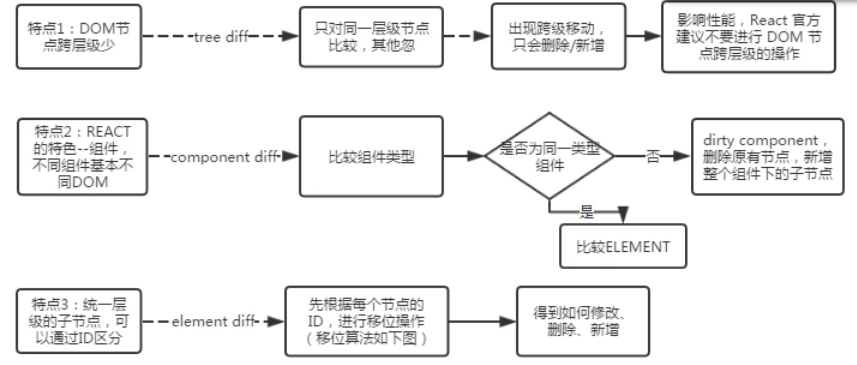 特点1：DOM节
点跨层级少
tree diff
只对同一层级节点
比较，其他忽
出现跨级移动，
只会删除/新增
影响性能，React 官方
建议不要进行 DOM 节
点跨层级的操作
特点2：REACT
的特色--组件，
不同组件基本不
同DOM
component diff
比较组件类型
是否为同一类型
组件
否
dirty component，
删除原有节点，新增
整个组件下的子节点
是
比较ELEMENT
特点3：统一层
级的子节点，可
以通过ID区分
element diff
先根据每个节点的
ID，进行移位操作
（移位算法如下图）
得到如何修改、
删除、新增